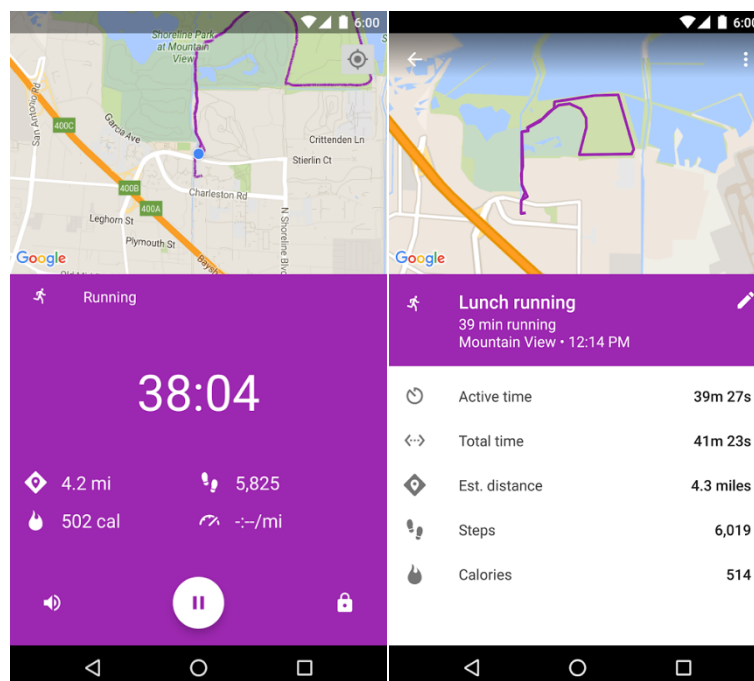 6:00
Shoreline Park
at Mountain
View
San Antonio Rd
400C
Garcia Ave
Crittenden Ln
Stierlin Ct
400B
400A
Charleston Rd
Leghorn St
Plymouth St
N Shoreline Blvd
Google
Running
38:04
4.2 mi
5,825
502 cal
-:--/mi
6:00
Google
Lunch running
39 min running
Mountain View • 12:14 PM
Active time
39m 27s
Total time
41m 23s
Est. distance
4.3 miles
Steps
6,019
Calories
514